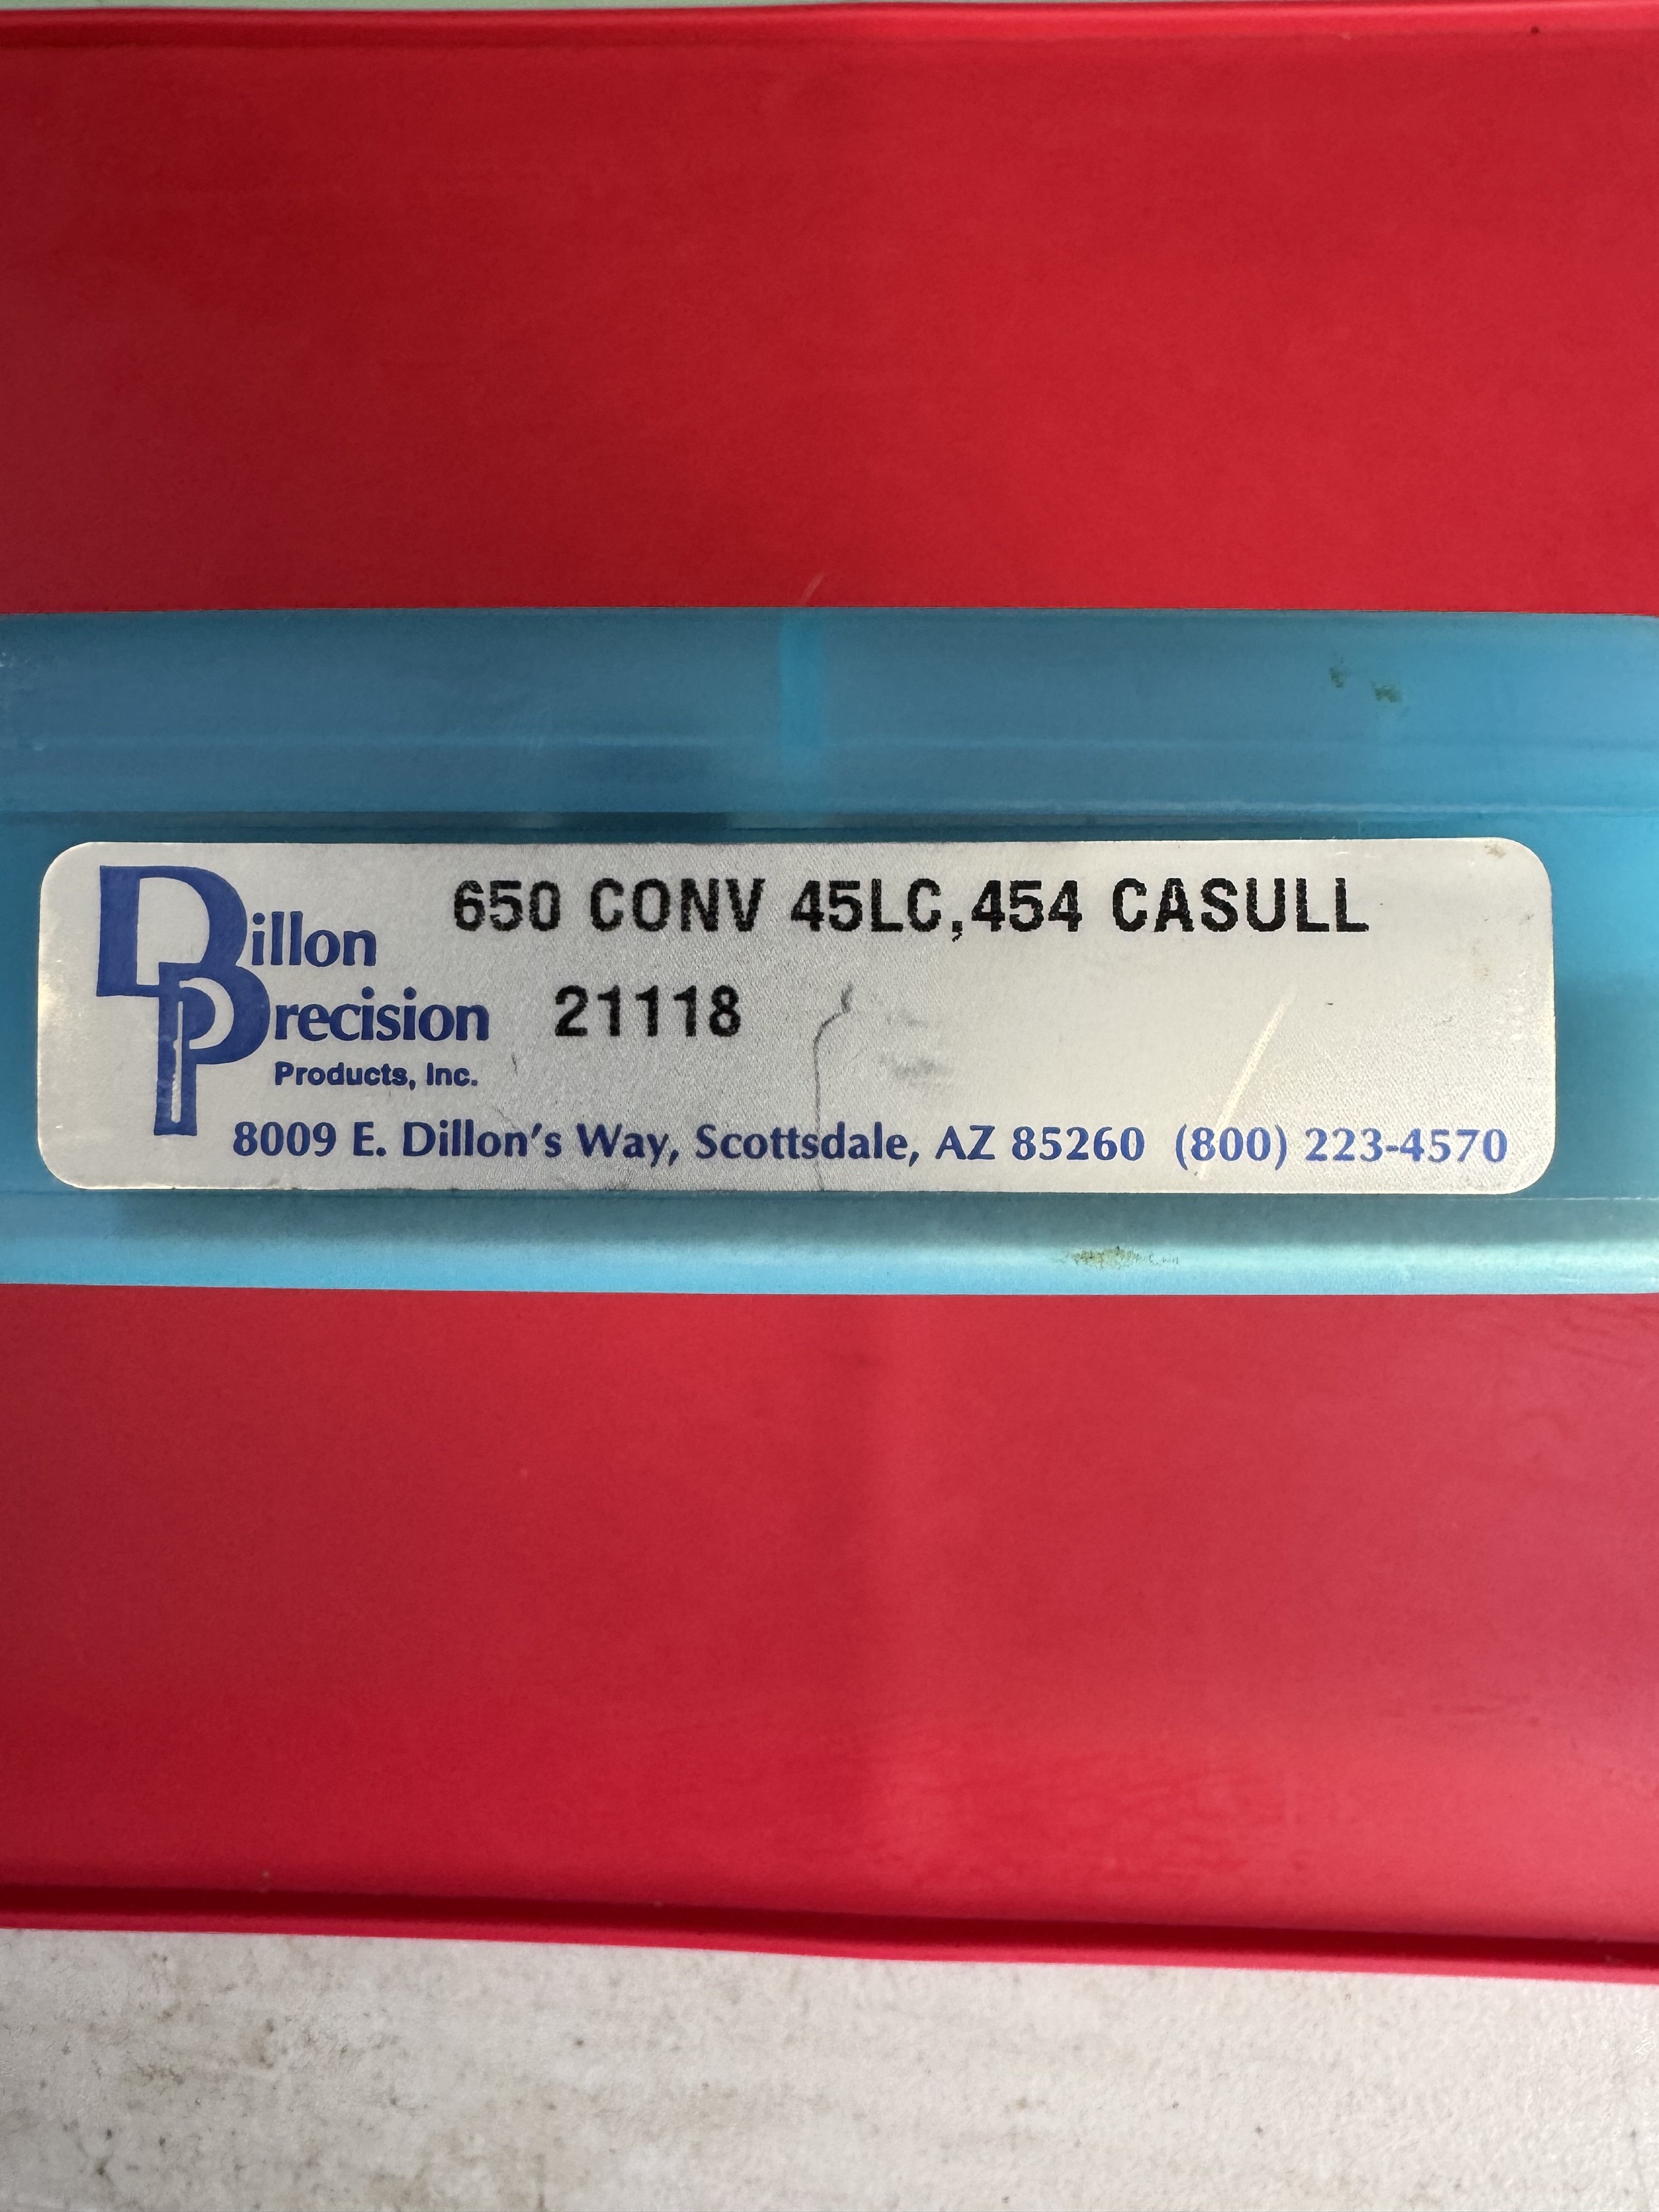 650 CONV 45LC,454 CASULL
Dillon
Precision 21118
Products, Inc.
8009 E. Dillon's Way, Scottsdale, AZ 85260 (800) 223-4570